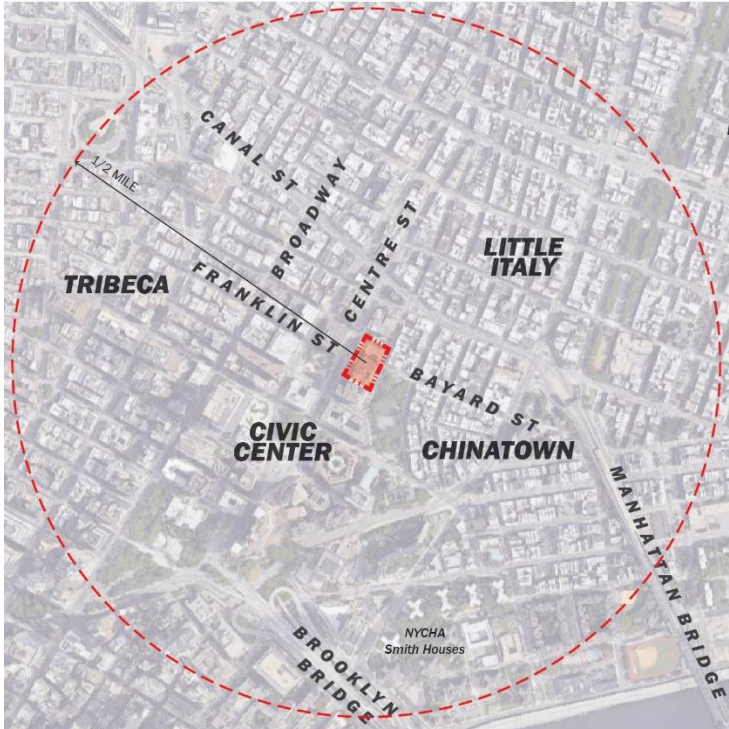 CANAL ST
1/2 MILE
BROADWAY
CENTRE ST
LITTLE
ITALY
TRIBECA
FRANKLIN ST
BAYARD ST
CIVIC
CENTER
CHINATOWN
MANHATTAN BRIDGE
NYCHA
Smith Houses
BROOKLYN
BRIDGE